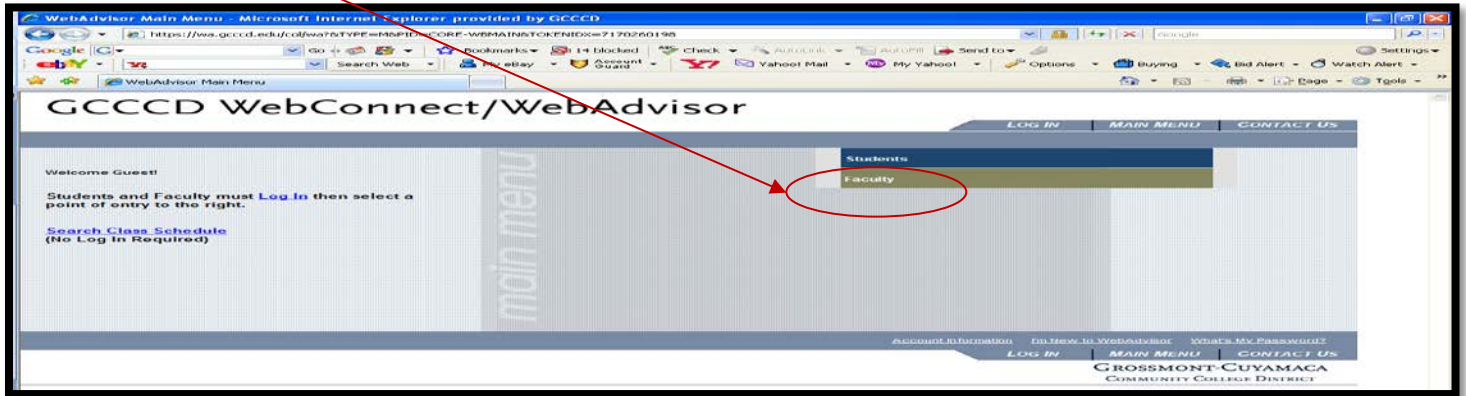 WebAdvisor Main Menu - Microsoft Internet Explorer provided by GCCCD
https://wa.gcccd.edu/col/wa?&TYPE=M&PID=CORE-WBMAIN&TOKENIDX=7170260198 Google
Google Go Bookmarks 14 blocked Check AutoLink AutoFill Send to Settings
Search Web My eBay Account Guard Yahoo! Mail My Yahoo! Options Buying Bid Alert Watch Alert
WebAdvisor Main Menu Page Tools
GCCCD WebConnect/WebAdvisor
LOG IN MAIN MENU CONTACT US
Students
Welcome Guest!
Faculty
Students and Faculty must Log In then select a
point of entry to the right.
Search Class Schedule
(No Log In Required)
main menu
Account Information I'm New to WebAdvisor What's My Password?
LOG IN MAIN MENU CONTACT US
GROSSMONT-CUYAMACA
COMMUNITY COLLEGE DISTRICT